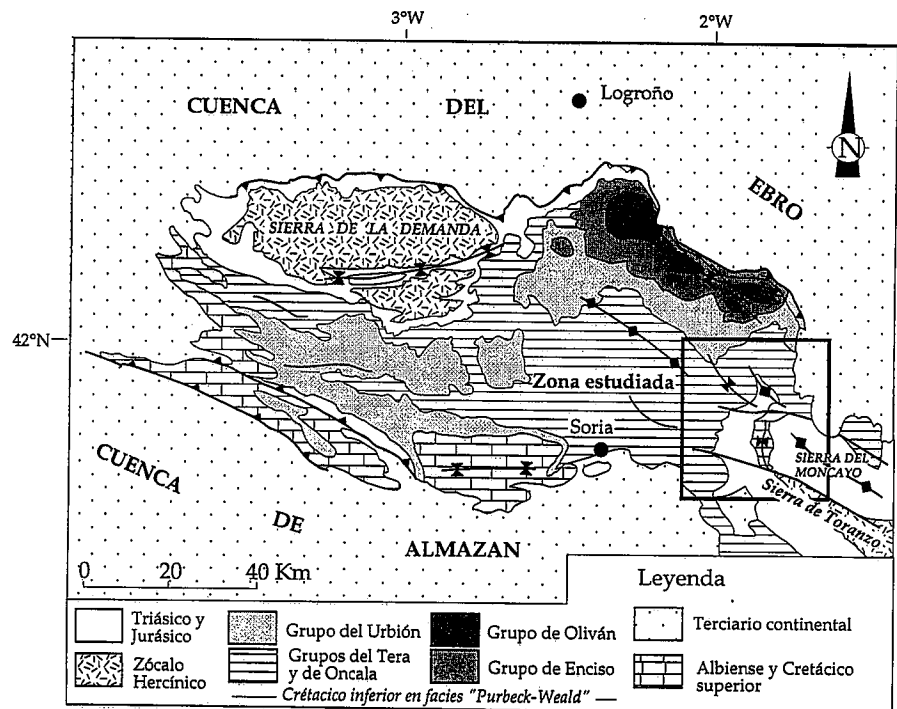 3°W
2°W
CUENCA DEL
Logroño
N
EBRO
SIERRA DE LA DEMANDA
42°N
Zona estudiada
Soria
SIERRA DEL
MONCAYO
Sierra de Toranzo
CUENCA
DE
ALMAZAN
0 20 40 Km
Leyenda
Triásico y
Jurásico
Grupo del Urbión
Grupo de Oliván
Terciario continental
Zócalo
Hercínico
Grupos del Tera
y de Oncala
Grupo de Enciso
Albiense y Cretácico
superior
Crétacico inferior en facies "Purbeck-Weald"